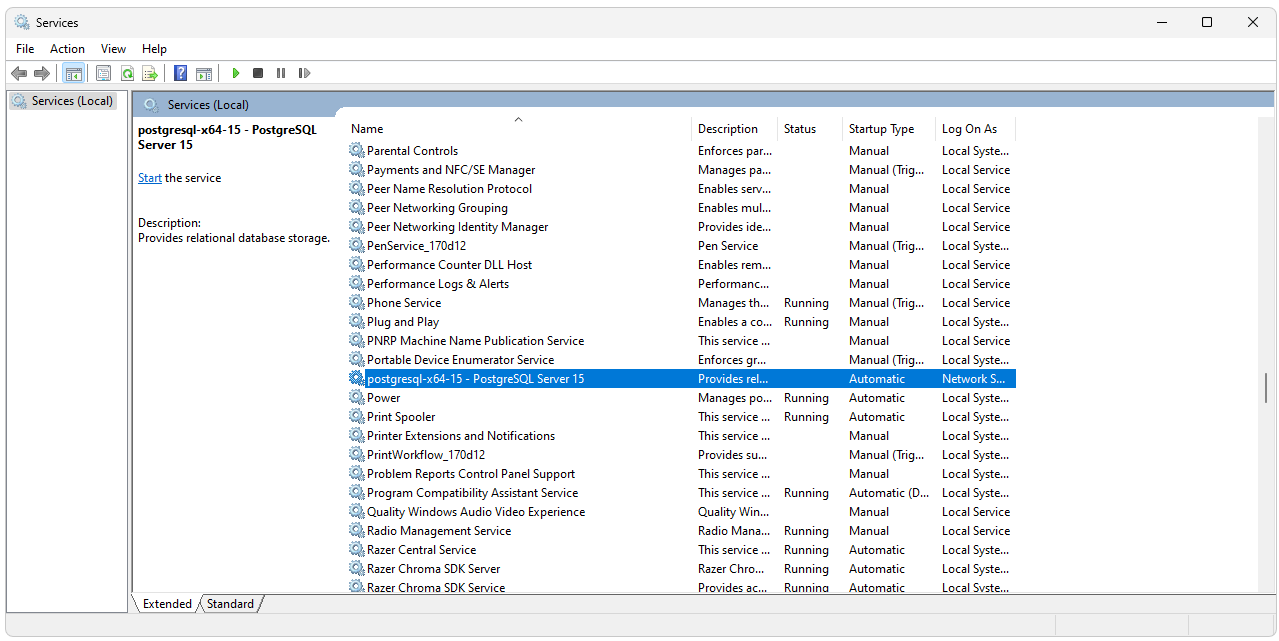 Services
File Action View Help
Services (Local)
Services (Local)
postgresql-x64-15 - PostgreSQL
Server 15
Start the service
Description:
Provides relational database storage.
Name Description Status Startup Type Log On As
Parental Controls Enforces par... Manual Local Syste...
Payments and NFC/SE Manager Manages pa... Manual (Trig... Local Service
Peer Name Resolution Protocol Enables serv... Manual Local Service
Peer Networking Grouping Enables mul... Manual Local Service
Peer Networking Identity Manager Provides ide... Manual Local Service
PenService_170d12 Pen Service Manual (Trig... Local Syste...
Performance Counter DLL Host Enables rem... Manual Local Service
Performance Logs & Alerts Performanc... Manual Local Service
Phone Service Manages th... Running Manual (Trig... Local Service
Plug and Play Enables a co... Running Manual Local Syste...
PNRP Machine Name Publication Service This service ... Manual Local Service
Portable Device Enumerator Service Enforces gr... Manual (Trig... Local Syste...
postgresql-x64-15 - PostgreSQL Server 15 Provides rel... Automatic Network S...
Power Manages po... Running Automatic Local Syste...
Print Spooler This service ... Running Automatic Local Syste...
Printer Extensions and Notifications This service ... Manual Local Syste...
PrintWorkflow_170d12 Provides su... Manual (Trig... Local Syste...
Problem Reports Control Panel Support This service ... Manual Local Syste...
Program Compatibility Assistant Service This service ... Running Automatic (D... Local Syste...
Quality Windows Audio Video Experience Quality Win... Manual Local Service
Radio Management Service Radio Mana... Running Manual Local Service
Razer Central Service This service ... Running Automatic Local Syste...
Razer Chroma SDK Server Razer Chro... Running Automatic Local Syste...
Razer Chroma SDK Service Provides ac... Running Automatic Local Syste...
Extended Standard